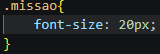 .missao{
    font-size: 20px;
}